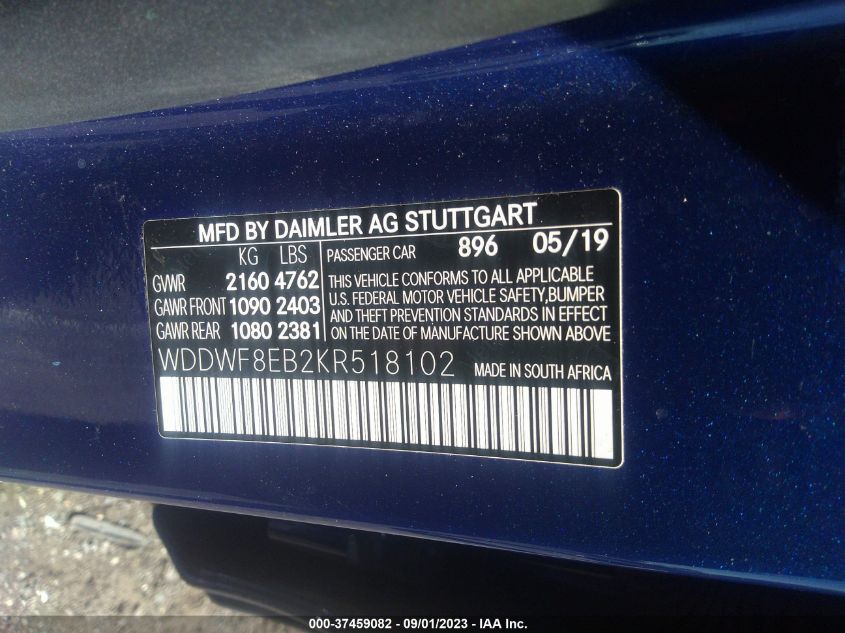 MFD BY DAIMLER AG STUTTGART
KG LBS
GVWR 2160 4762
GAWR FRONT 1090 2403
GAWR REAR 1080 2381
PASSENGER CAR 896 05/19
THIS VEHICLE CONFORMS TO ALL APPLICABLE
U.S. FEDERAL MOTOR VEHICLE SAFETY,BUMPER
AND THEFT PREVENTION STANDARDS IN EFFECT
ON THE DATE OF MANUFACTURE SHOWN ABOVE
WDDWF8EB2KR518102 MADE IN SOUTH AFRICA
000-37459082 - 09/01/2023 - IAA Inc.